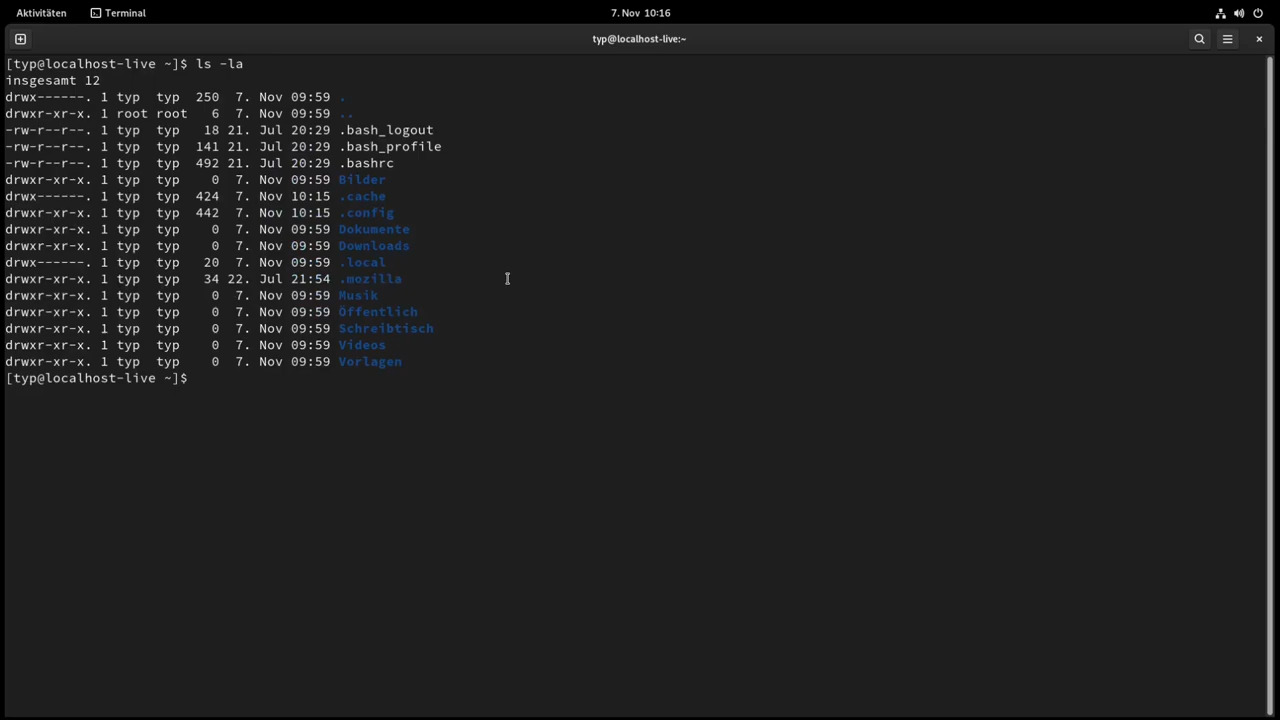 Aktivitäten Terminal 7. Nov 10:16
typ@localhost-live:~
[typ@localhost-live ~]$ ls -la
insgesamt 12
drwx------. 1 typ  typ  250  7. Nov 09:59 .
drwxr-xr-x. 1 root root   6  7. Nov 09:59 ..
-rw-r--r--. 1 typ  typ   18 21. Jul 20:29 .bash_logout
-rw-r--r--. 1 typ  typ  141 21. Jul 20:29 .bash_profile
-rw-r--r--. 1 typ  typ  492 21. Jul 20:29 .bashrc
drwxr-xr-x. 1 typ  typ    0  7. Nov 09:59 Bilder
drwx------. 1 typ  typ  424  7. Nov 10:15 .cache
drwxr-xr-x. 1 typ  typ  442  7. Nov 10:15 .config
drwxr-xr-x. 1 typ  typ    0  7. Nov 09:59 Dokumente
drwxr-xr-x. 1 typ  typ    0  7. Nov 09:59 Downloads
drwx------. 1 typ  typ   20  7. Nov 09:59 .local
drwxr-xr-x. 1 typ  typ   34 22. Jul 21:54 .mozilla
drwxr-xr-x. 1 typ  typ    0  7. Nov 09:59 Musik
drwxr-xr-x. 1 typ  typ    0  7. Nov 09:59 Öffentlich
drwxr-xr-x. 1 typ  typ    0  7. Nov 09:59 Schreibtisch
drwxr-xr-x. 1 typ  typ    0  7. Nov 09:59 Videos
drwxr-xr-x. 1 typ  typ    0  7. Nov 09:59 Vorlagen
[typ@localhost-live ~]$